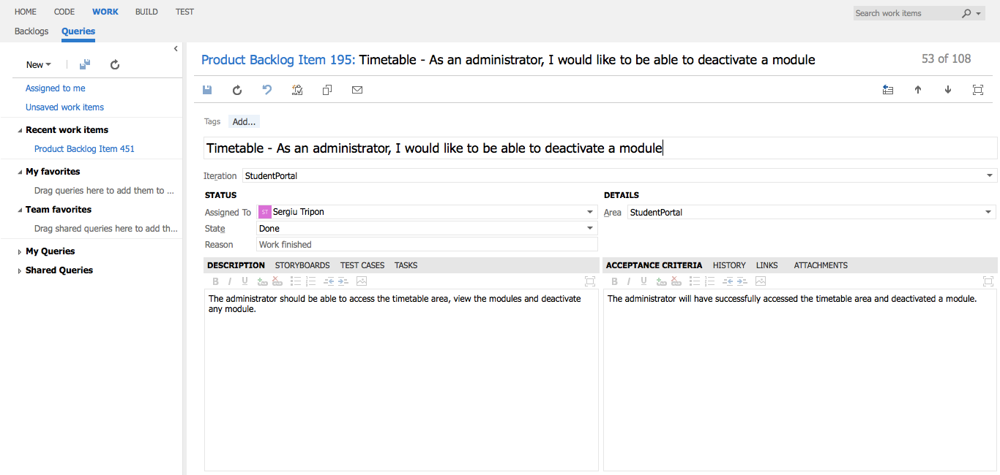 HOME CODE WORK BUILD TEST
Search work items
Backlogs Queries
New
Assigned to me
Unsaved work items
Recent work items
Product Backlog Item 451
My favorites
Drag queries here to add them to ...
Team favorites
Drag shared queries here to add th...
My Queries
Shared Queries
Product Backlog Item 195: Timetable - As an administrator, I would like to be able to deactivate a module
53 of 108
Tags Add...
Timetable - As an administrator, I would like to be able to deactivate a module
Iteration StudentPortal
STATUS
Assigned To ST Sergiu Tripon
State Done
Reason Work finished
DETAILS
Area StudentPortal
DESCRIPTION STORYBOARDS TEST CASES TASKS
B I U
The administrator should be able to access the timetable area, view the modules and deactivate
any module.
ACCEPTANCE CRITERIA HISTORY LINKS ATTACHMENTS
B I U
The administrator will have successfully accessed the timetable area and deactivated a module.